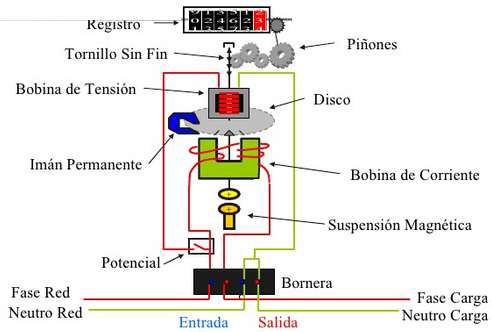 024623
Registro
Piñones
Tornillo Sin Fin
Bobina de Tensión
Disco
Imán Permanente
Bobina de Corriente
Suspensión Magnética
Potencial
Bornera
Fase Red
Fase Carga
Neutro Red
Neutro Carga
Entrada
Salida